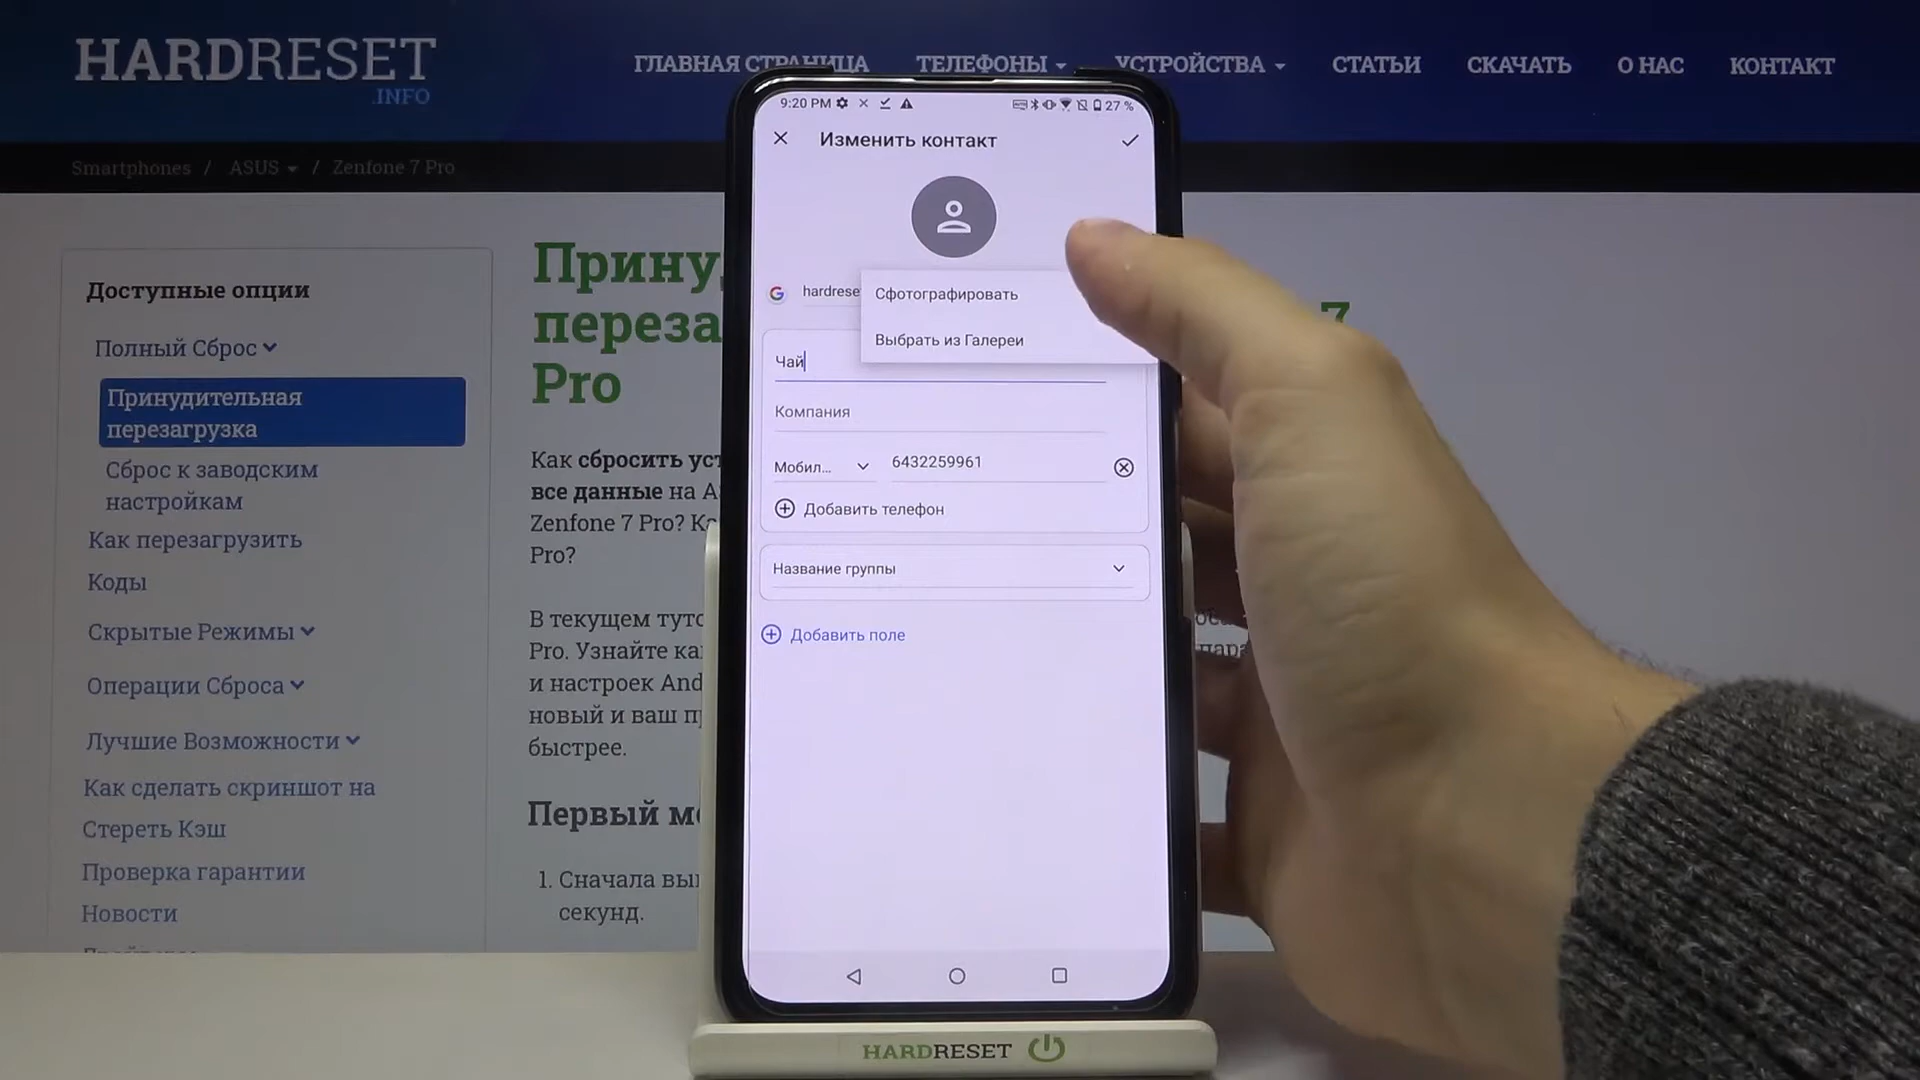 HARDRESET
.INFO
ГЛАВНАЯ СТРАНИЦА ТЕЛЕФОНЫ УСТРОЙСТВА СТАТЬИ СКАЧАТЬ О НАС КОНТАКТ
Smartphones / ASUS / Zenfone 7 Pro
Доступные опции
Полный Сброс
Принудительная
перезагрузка
Сброс к заводским
настройкам
Как перезагрузить
Коды
Скрытые Режимы
Операции Сброса
Лучшие Возможности
Как сделать скриншот на
Стереть Кэш
Проверка гарантии
Новости
Прину
переза 7
Pro
Как сбросить уст
все данные на A
Zenfone 7 Pro? Ка
Pro?
В текущем туто
Pro. Узнайте ка
и настроек And
новый и ваш п
быстрее.
Первый м
1. Сначала вы
секунд.
9:20 PM 27 %
Изменить контакт
hardrese
Сфотографировать
Выбрать из Галереи
Чай
Компания
Мобил... 6432259961
Добавить телефон
Название группы
Добавить поле
HARDRESET